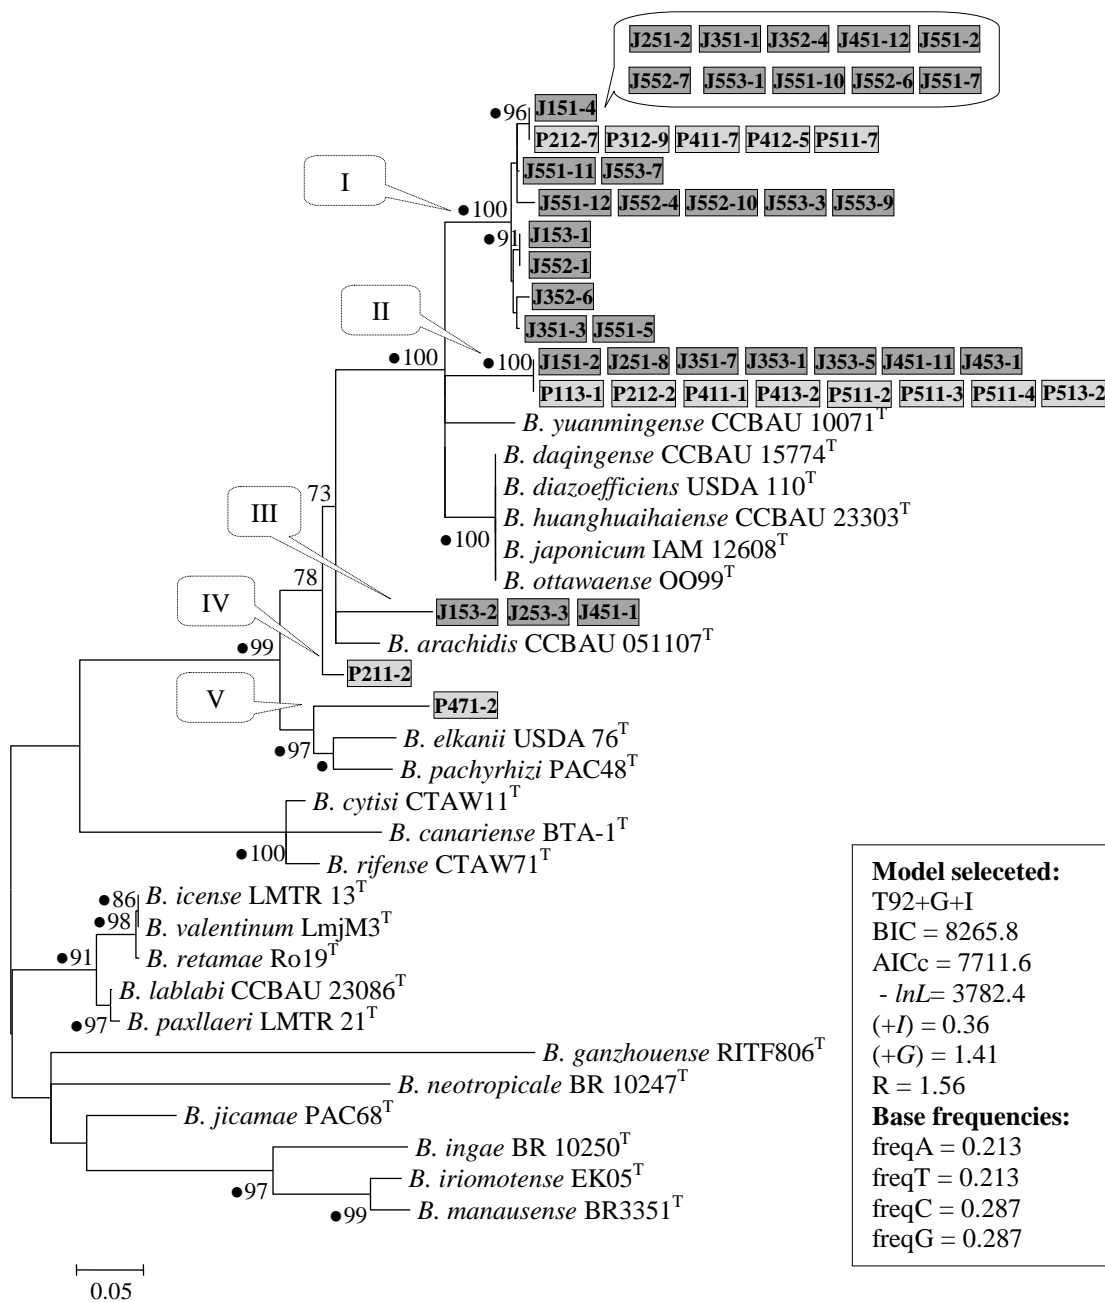 J251-2 J351-1 J352-4 J451-12 J551-2
J552-7 J553-1 J551-10 J552-6 J551-7
●96 J151-4
P212-7 P312-9 P411-7 P412-5 P511-7
I
J551-11 J553-7
J551-12 J552-4 J552-10 J553-3 J553-9
●100
●91 J153-1
J552-1
J352-6
II
J351-3 J551-5
●100
●100 J151-2 J251-8 J351-7 J353-1 J353-5 J451-11 J453-1
P113-1 P212-2 P411-1 P413-2 P511-2 P511-3 P511-4 P513-2
B. yuanmingense CCBAU 10071T
B. daqingense CCBAU 15774T
73
B. diazoefficiens USDA 110T
III
B. huanghuaihaiense CCBAU 23303T
●100
B. japonicum IAM 12608T
78
B. ottawaense OO99T
IV
J153-2 J253-3 J451-1
●99
B. arachidis CCBAU 051107T
P211-2
V
P471-2
B. elkanii USDA 76T
●97
●
B. pachyrhizi PAC48T
B. cytisi CTAW11T
B. canariense BTA-1T
●100
B. rifense CTAW71T
●86
B. icense LMTR 13T
●98
B. valentinum LmjM3T
●91
B. retamae Ro19T
B. lablabi CCBAU 23086T
●97
B. paxllaeri LMTR 21T
B. ganzhouense RITF806T
B. neotropicale BR 10247T
B. jicamae PAC68T
B. ingae BR 10250T
●97
B. iriomotense EK05T
●99
B. manausense BR3351T
0.05
Model seleceted:
T92+G+I
BIC = 8265.8
AICc = 7711.6
- lnL= 3782.4
(+I) = 0.36
(+G) = 1.41
R = 1.56
Base frequencies:
freqA = 0.213
freqT = 0.213
freqC = 0.287
freqG = 0.287